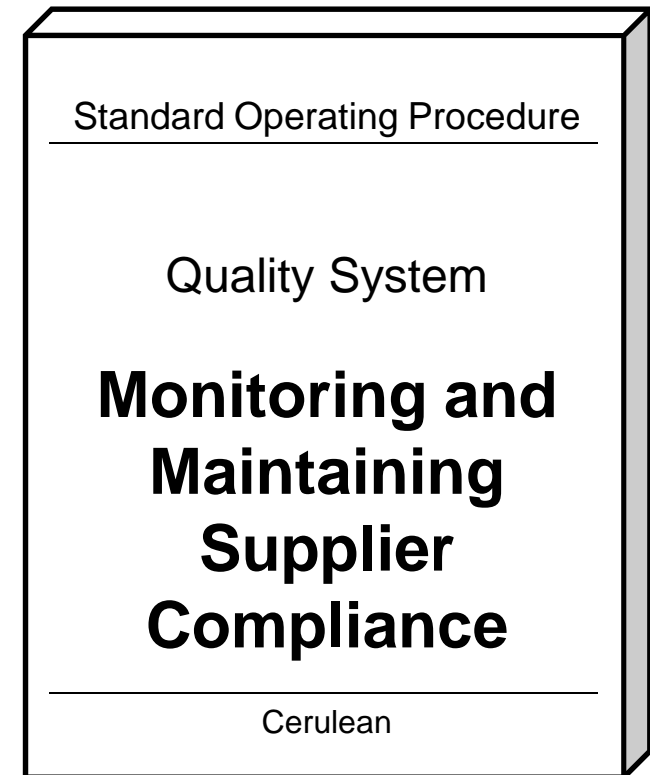 Standard Operating Procedure
Quality System
Monitoring and
Maintaining
Supplier
Compliance
Cerulean